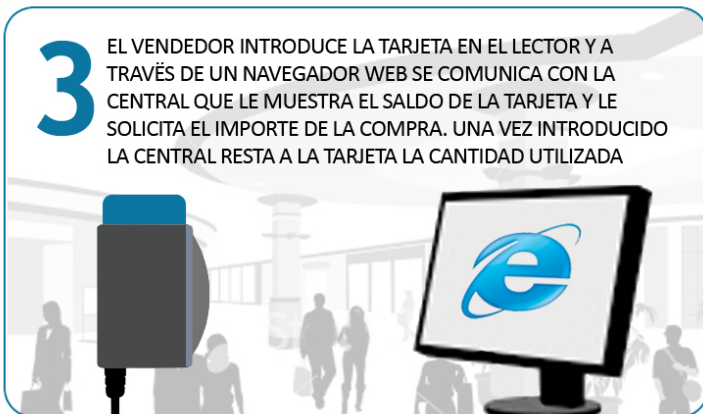 3
EL VENDEDOR INTRODUCE LA TARJETA EN EL LECTOR Y A
TRAVËS DE UN NAVEGADOR WEB SE COMUNICA CON LA
CENTRAL QUE LE MUESTRA EL SALDO DE LA TARJETA Y LE
SOLICITA EL IMPORTE DE LA COMPRA. UNA VEZ INTRODUCIDO
LA CENTRAL RESTA A LA TARJETA LA CANTIDAD UTILIZADA